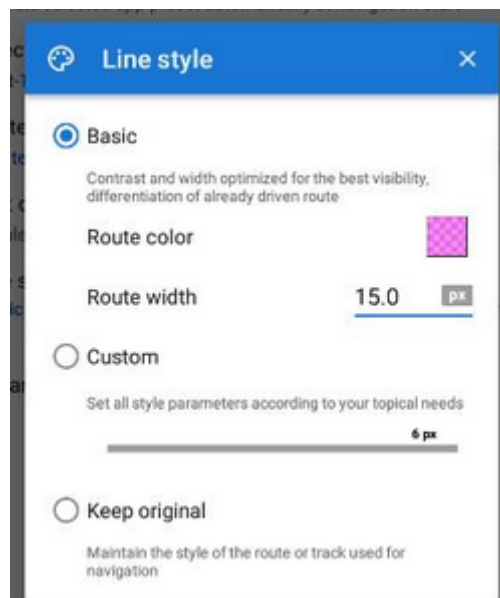 Line style
Basic
Contrast and width optimized for the best visibility,
differentiation of already driven route
Route color
Route width 15.0 px
Custom
Set all style parameters according to your topical needs
6 px
Keep original
Maintain the style of the route or track used for
navigation